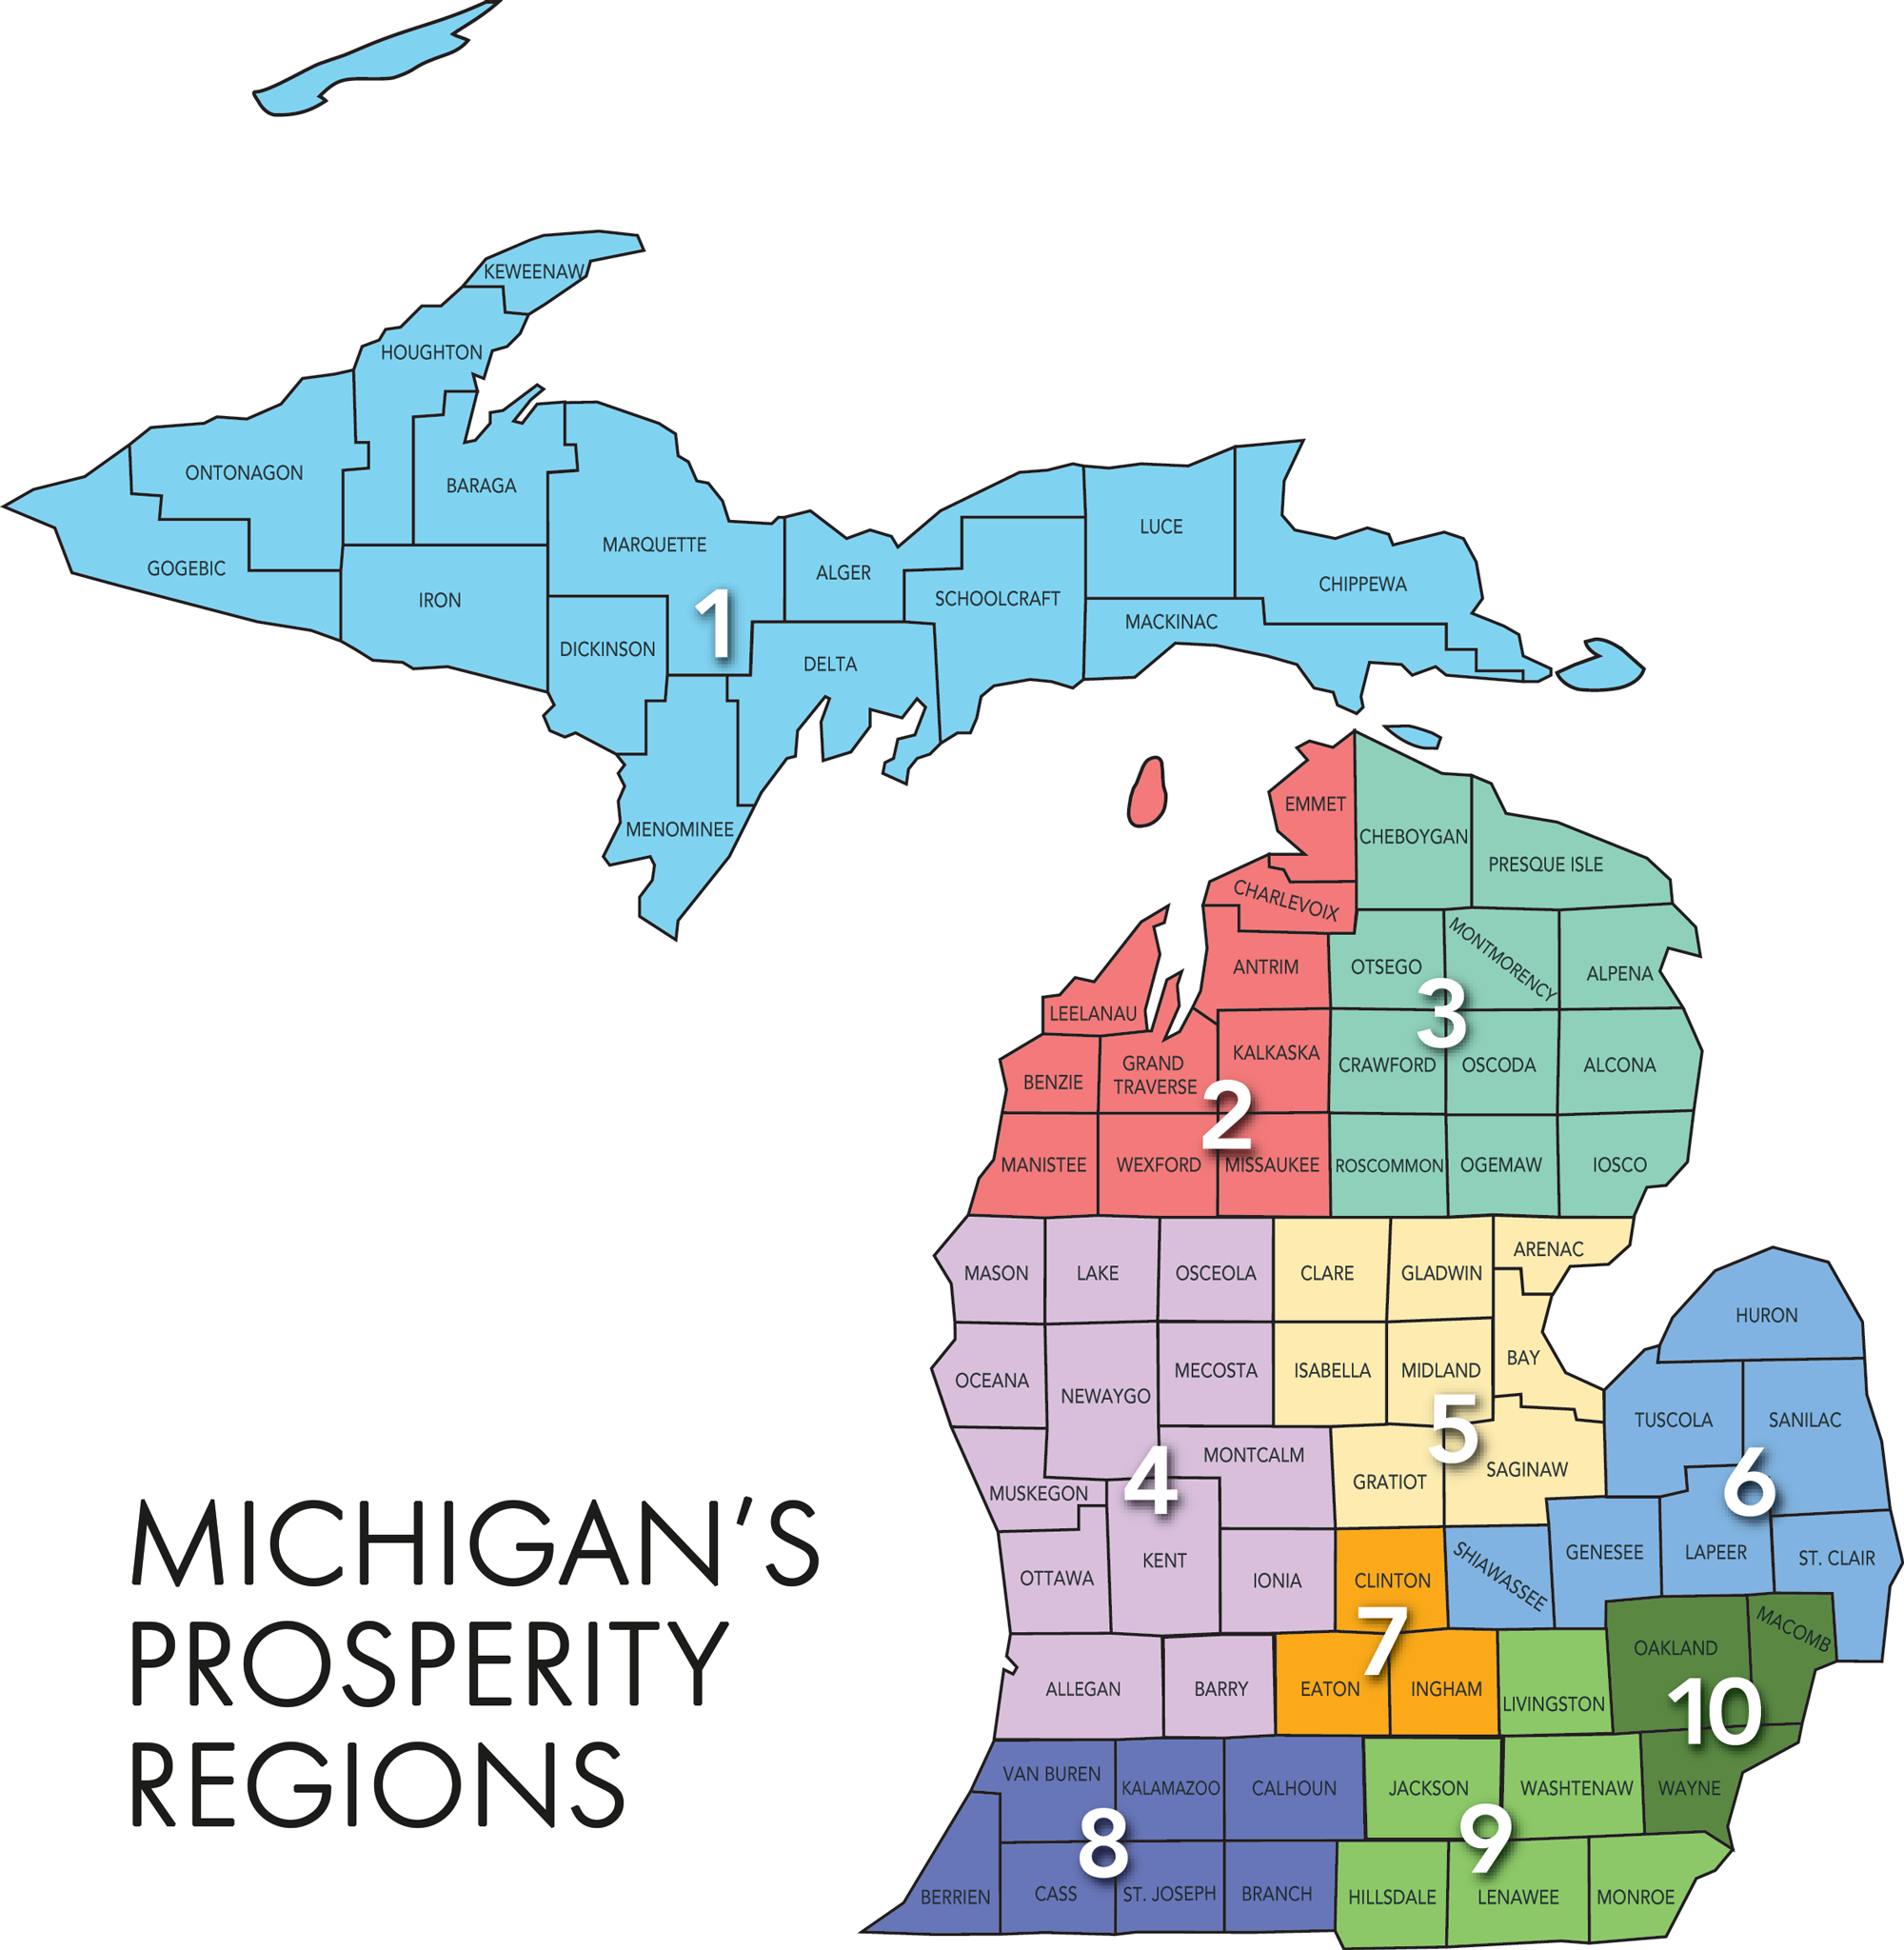 KEWEENAW
HOUGHTON
ONTONAGON
BARAGA
LUCE
MARQUETTE
GOGEBIC
ALGER
CHIPPEWA
IRON
SCHOOLCRAFT
1
MACKINAC
DICKINSON
DELTA
MENOMINEE
EMMET
CHEBOYGAN
PRESQUE ISLE
CHARLEVOIX
ANTRIM
OTSEGO
MONTMORENCY
ALPENA
3
LEELANAU
KALKASKA
GRAND
TRAVERSE
BENZIE
CRAWFORD
OSCODA
ALCONA
2
MANISTEE
WEXFORD
MISSAUKEE
ROSCOMMON
OGEMAW
IOSCO
ARENAC
MASON
LAKE
OSCEOLA
CLARE
GLADWIN
HURON
OCEANA
NEWAYGO
MECOSTA
ISABELLA
MIDLAND
BAY
5
TUSCOLA
SANILAC
MONTCALM
GRATIOT
SAGINAW
MUSKEGON
4
6
OTTAWA
KENT
IONIA
CLINTON
SHIAWASSEE
GENESEE
LAPEER
ST. CLAIR
7
OAKLAND
MACOMB
ALLEGAN
BARRY
EATON
INGHAM
LIVINGSTON
10
VAN BUREN
KALAMAZOO
CALHOUN
JACKSON
WASHTENAW
WAYNE
8
9
BERRIEN
CASS
ST. JOSEPH
BRANCH
HILLSDALE
LENAWEE
MONROE
MICHIGAN'S
PROSPERITY
REGIONS